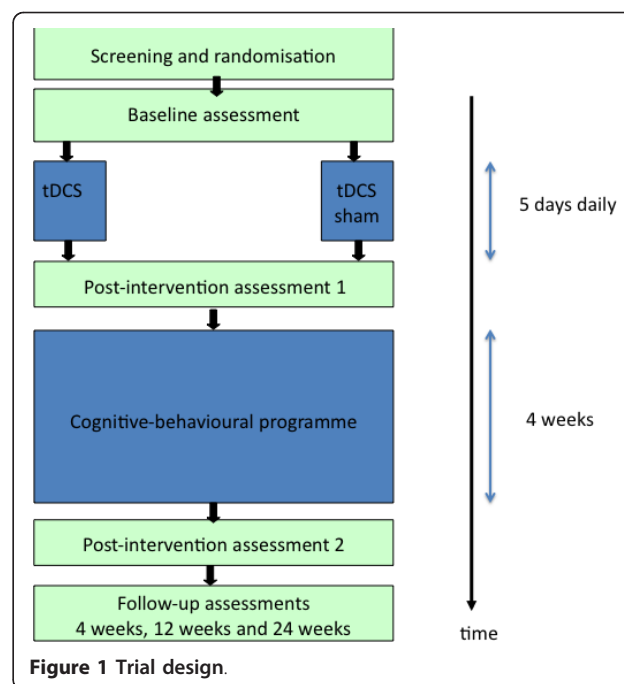 Screening and randomisation
Baseline assessment
tDCS
tDCS
sham
5 days daily
Post-intervention assessment 1
Cognitive-behavioural programme
4 weeks
Post-intervention assessment 2
Follow-up assessments
4 weeks, 12 weeks and 24 weeks
time
Figure 1 Trial design.